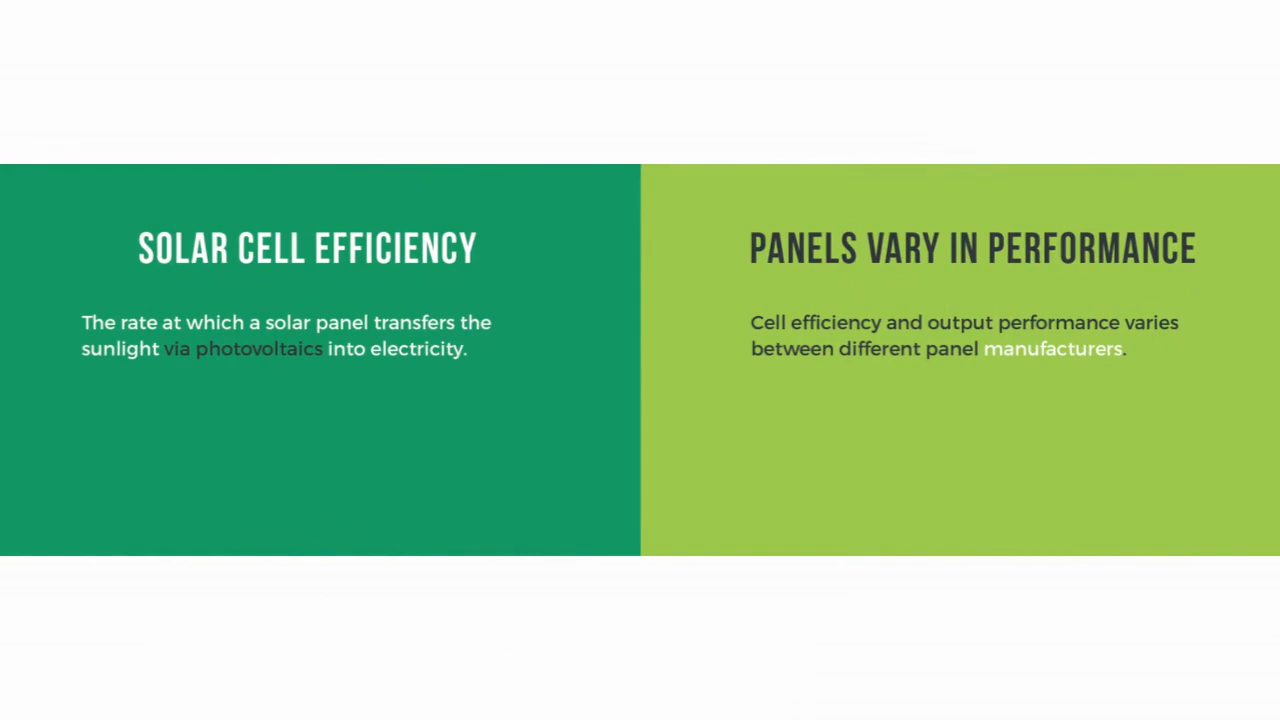 SOLAR CELL EFFICIENCY
The rate at which a solar panel transfers the
sunlight via photovoltaics into electricity.
PANELS VARY IN PERFORMANCE
Cell efficiency and output performance varies
between different panel manufacturers.